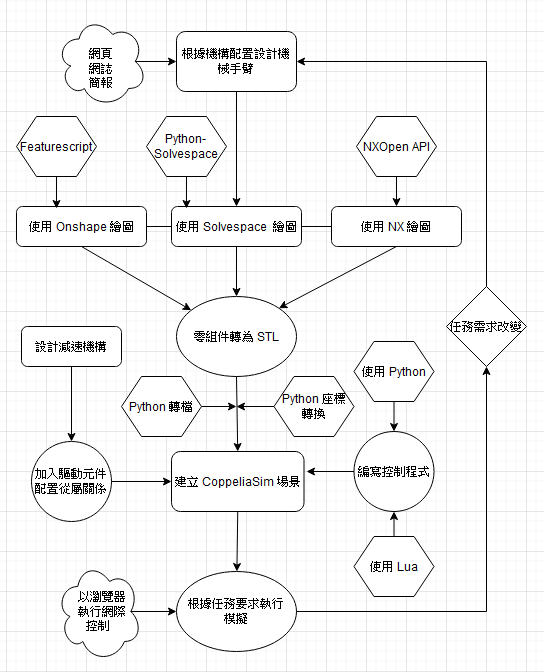 網頁
網誌
簡報
根據機構配置設計機
械手臂
Featurescript
Python-
Solvespace
NXOpen API
使用 Onshape 繪圖
使用 Solvespace 繪圖
使用 NX 繪圖
零組件轉為 STL
任務需求改變
設計減速機構
使用 Python
Python 轉檔
Python 座標
轉換
加入驅動元件
配置從屬關係
建立 CoppeliaSim 場景
編寫控制程式
使用 Lua
以瀏覽器
執行網際
控制
根據任務要求執行
模擬